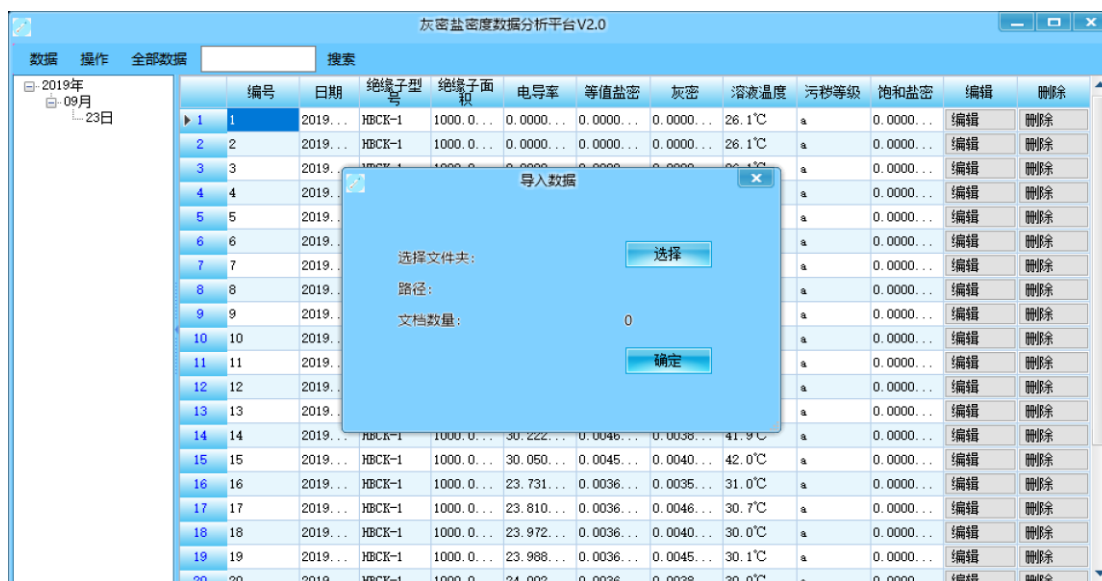 灰密盐密度数据分析平台V2.0
数据 操作 全部数据 搜索
2019年
09月
23日
编号 日期 绝缘子型号 绝缘子面积 电导率 等值盐密 灰密 溶液温度 污秽等级 饱和盐密 编辑 删除
1 1 2019... HBCK-1 1000.0... 0.0000... 0.0000... 0.0000... 26.1℃ a 0.0000... 编辑 删除
2 2 2019... HBCK-1 1000.0... 0.0000... 0.0000... 0.0000... 26.1℃ a 0.0000... 编辑 删除
3 3 2019.. a 0.0000... 编辑 删除
4 4 2019.. a 0.0000... 编辑 删除
5 5 2019.. a 0.0000... 编辑 删除
6 6 2019.. a 0.0000... 编辑 删除
7 7 2019.. a 0.0000... 编辑 删除
8 8 2019.. a 0.0000... 编辑 删除
9 9 2019.. a 0.0000... 编辑 删除
10 10 2019.. a 0.0000... 编辑 删除
11 11 2019.. a 0.0000... 编辑 删除
12 12 2019.. a 0.0000... 编辑 删除
13 13 2019.. a 0.0000... 编辑 删除
14 14 2019... HBCK-1 1000.0... 30.222... 0.0046... 0.0038... 41.9℃ a 0.0000... 编辑 删除
15 15 2019... HBCK-1 1000.0... 30.050... 0.0045... 0.0040... 42.0℃ a 0.0000... 编辑 删除
16 16 2019... HBCK-1 1000.0... 23.731... 0.0036... 0.0035... 31.0℃ a 0.0000... 编辑 删除
17 17 2019... HBCK-1 1000.0... 23.810... 0.0036... 0.0046... 30.7℃ a 0.0000... 编辑 删除
18 18 2019... HBCK-1 1000.0... 23.972... 0.0036... 0.0040... 30.0℃ a 0.0000... 编辑 删除
19 19 2019... HBCK-1 1000.0... 23.988... 0.0036... 0.0045... 30.1℃ a 0.0000... 编辑 删除
导入数据
选择文件夹: 选择
路径:
文档数量: 0
确定